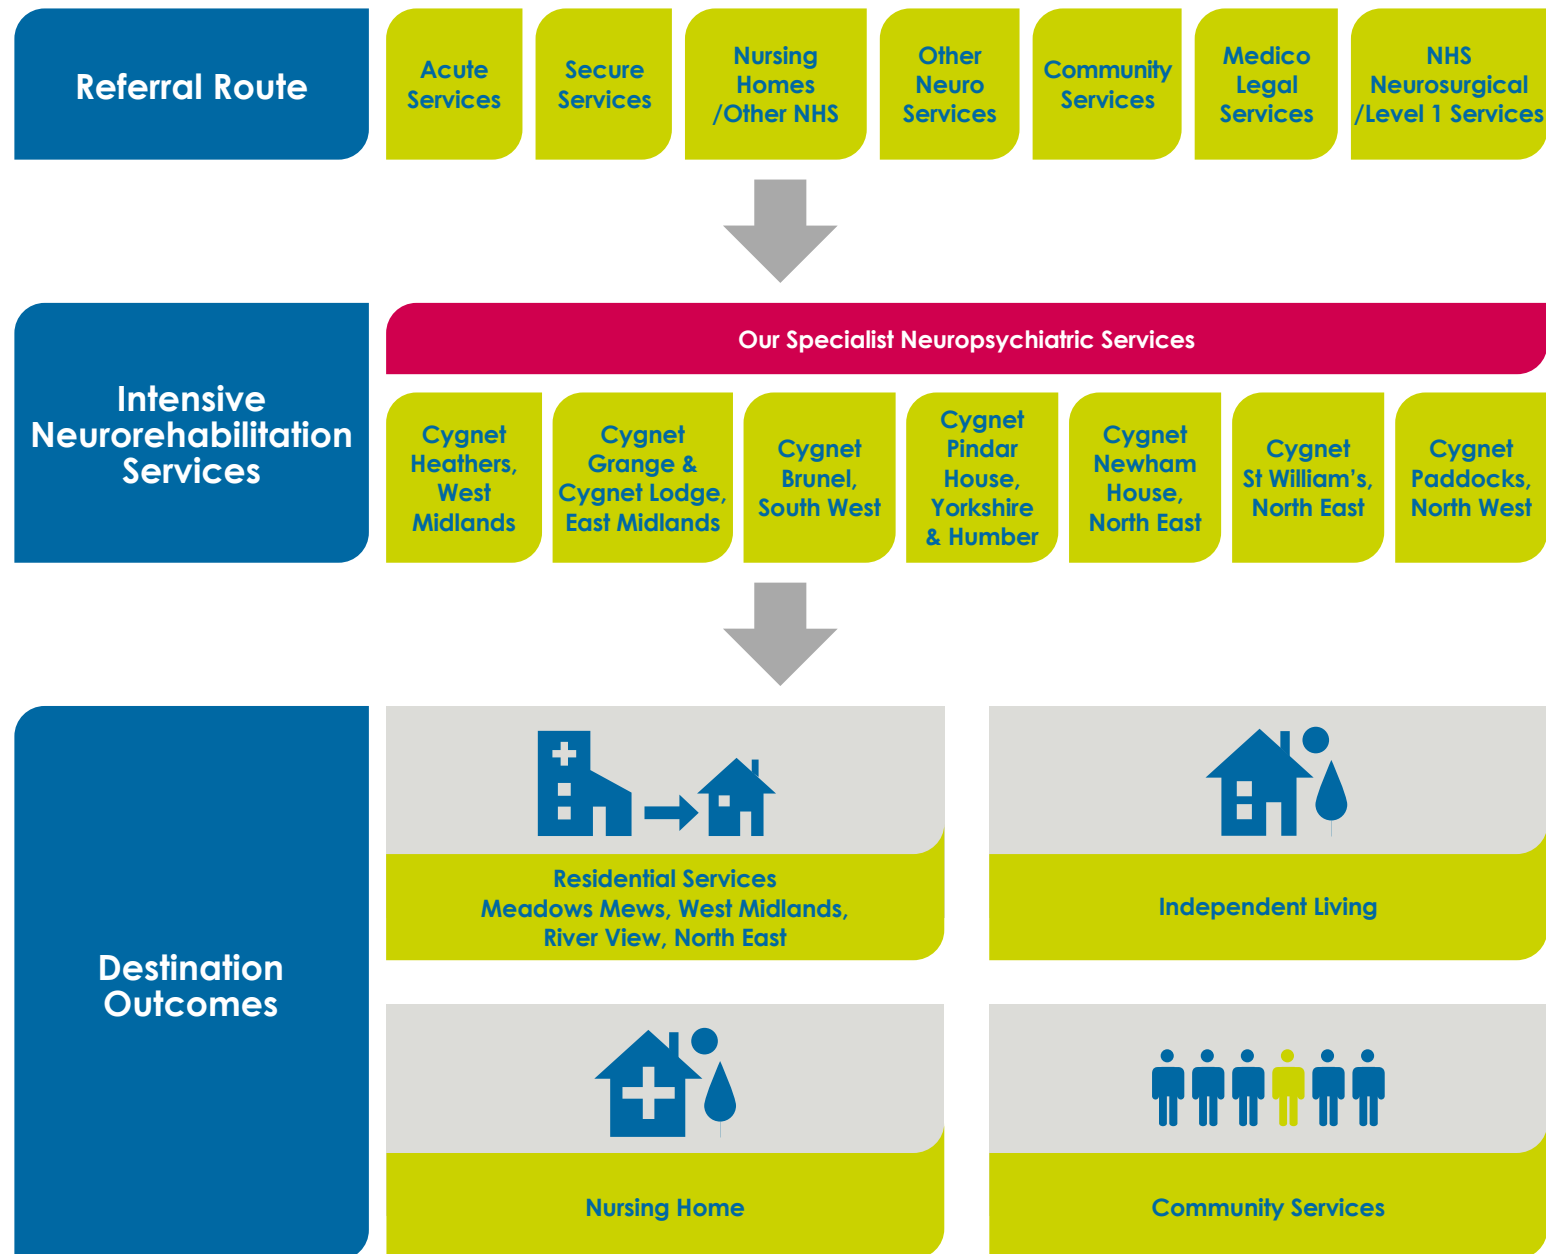 Referral Route
Acute
Services
Secure
Services
Nursing
Homes
/Other NHS
Other
Neuro
Services
Community
Services
Medico
Legal
Services
NHS
Neurosurgical
/Level 1 Services
Intensive
Neurorehabilitation
Services
Our Specialist Neuropsychiatric Services
Cygnet
Heathers,
West
Midlands
Cygnet
Grange &
Cygnet Lodge,
East Midlands
Cygnet
Brunel,
South West
Cygnet
Pindar
House,
Yorkshire
& Humber
Cygnet
Newham
House,
North East
Cygnet
St William’s,
North East
Cygnet
Paddocks,
North West
Destination
Outcomes
Residential Services
Meadows Mews, West Midlands,
River View, North East
Independent Living
Nursing Home
Community Services